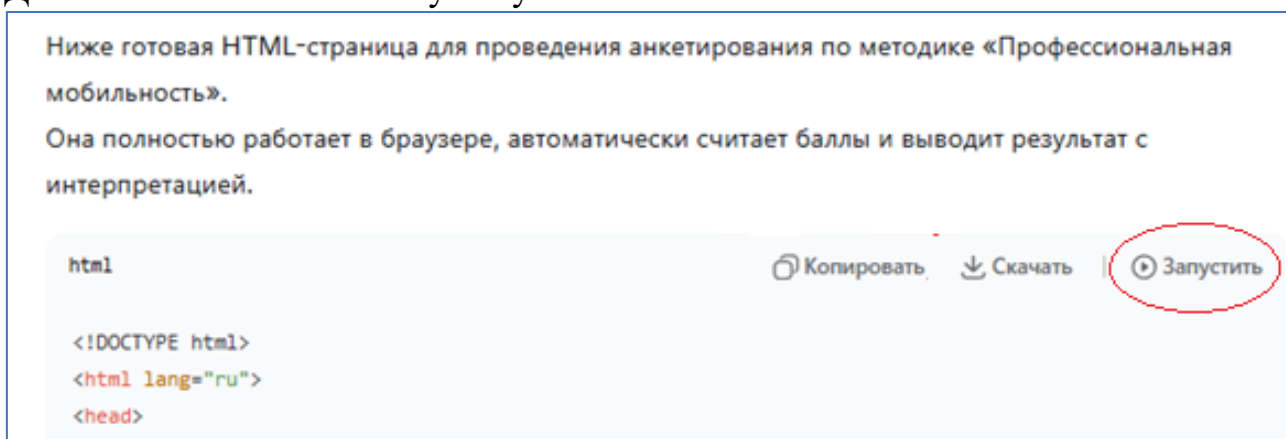 Ниже готовая HTML-страница для проведения анкетирования по методике «Профессиональная
мобильность».
Она полностью работает в браузере, автоматически считает баллы и выводит результат с
интерпретацией.
html Копировать Скачать Запустить
<!DOCTYPE html>
<html lang="ru">
<head>